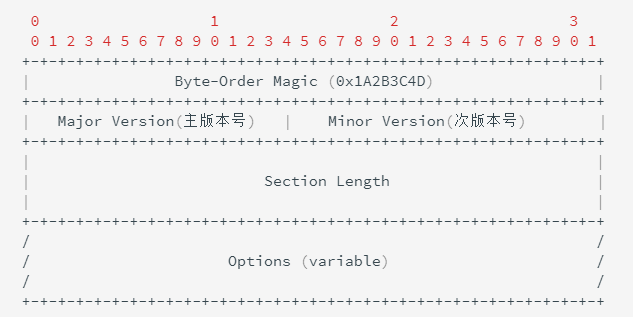 0                   1                   2                   3
0 1 2 3 4 5 6 7 8 9 0 1 2 3 4 5 6 7 8 9 0 1 2 3 4 5 6 7 8 9 0 1
+-+-+-+-+-+-+-+-+-+-+-+-+-+-+-+-+-+-+-+-+-+-+-+-+-+-+-+-+-+-+-+-+
|                Byte-Order Magic (0x1A2B3C4D)                  |
+-+-+-+-+-+-+-+-+-+-+-+-+-+-+-+-+-+-+-+-+-+-+-+-+-+-+-+-+-+-+-+-+
|   Major Version(主版本号)   |    Minor Version(次版本号)        |
+-+-+-+-+-+-+-+-+-+-+-+-+-+-+-+-+-+-+-+-+-+-+-+-+-+-+-+-+-+-+-+-+
|                                                               |
|                          Section Length                       |
|                                                               |
+-+-+-+-+-+-+-+-+-+-+-+-+-+-+-+-+-+-+-+-+-+-+-+-+-+-+-+-+-+-+-+-+
/                                                               /
/                      Options (variable)                       /
/                                                               /
+-+-+-+-+-+-+-+-+-+-+-+-+-+-+-+-+-+-+-+-+-+-+-+-+-+-+-+-+-+-+-+-+